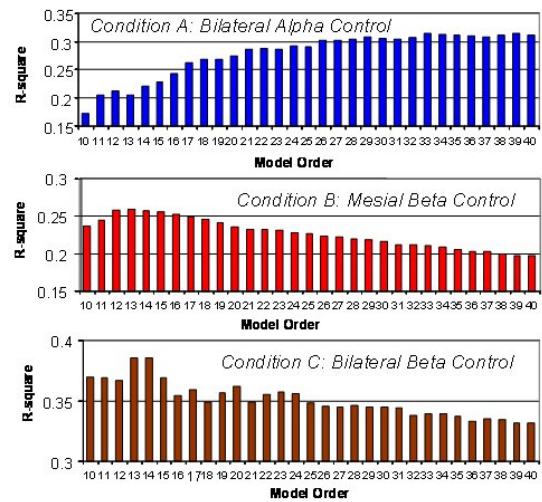 Condition A: Bilateral Alpha Control
0.35
0.3
0.25
0.2
0.15
R-square
10 11 12 13 14 15 16 17 18 19 20 21 22 23 24 25 26 27 28 29 30 31 32 33 34 35 36 37 38 39 40
Model Order
Condition B: Mesial Beta Control
0.3
0.25
0.2
0.15
R-square
10 11 12 13 14 15 16 17 18 19 20 21 22 23 24 25 26 27 28 29 30 31 32 33 34 35 36 37 38 39 40
Model Order
Condition C: Bilateral Beta Control
0.4
0.35
0.3
R-square
10 11 12 13 14 15 16 17 18 19 20 21 22 23 24 25 26 27 28 29 30 31 32 33 34 35 36 37 38 39 40
Model Order